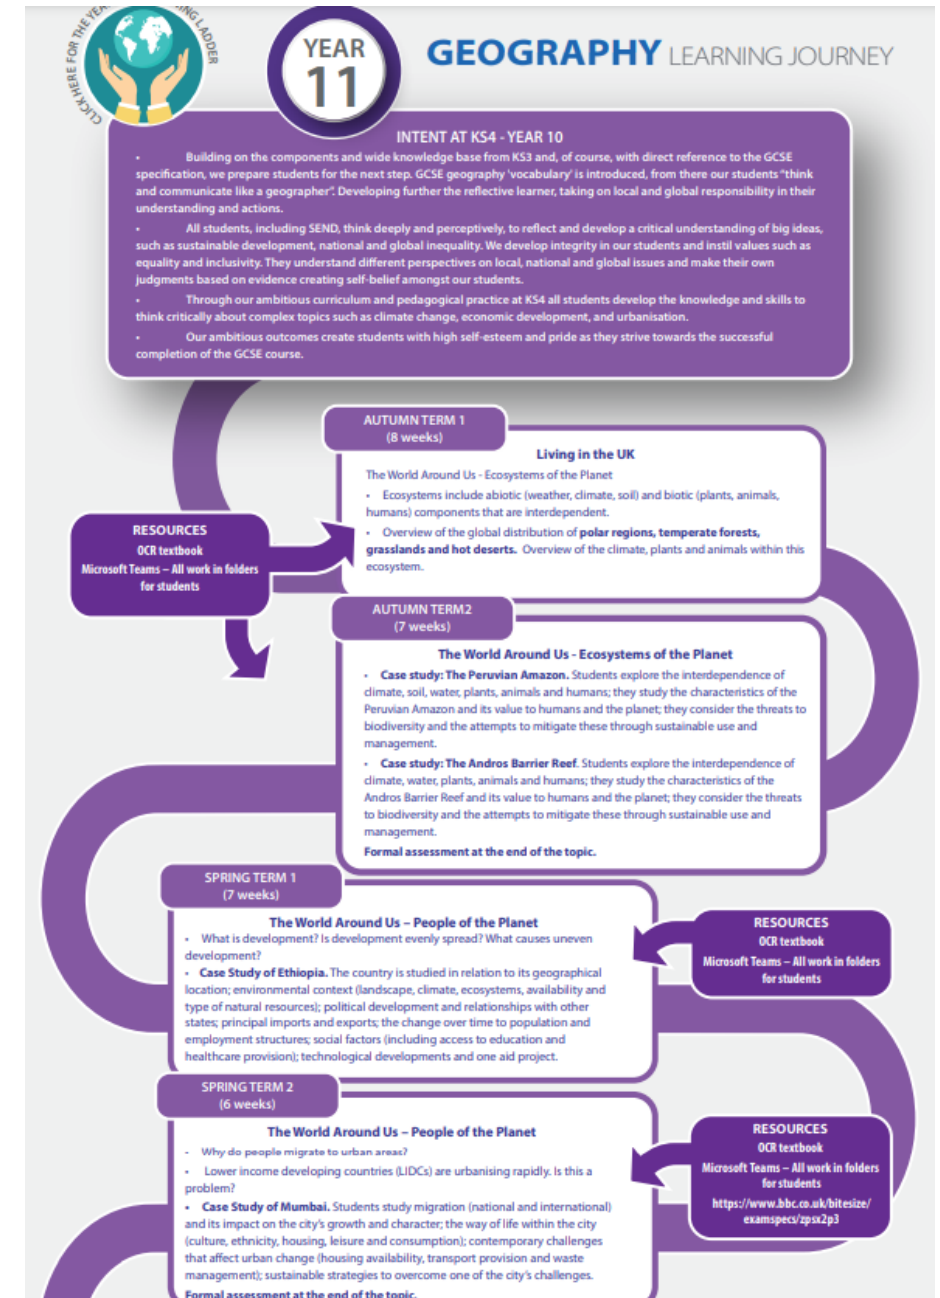 CLICK HERE FOR THE YEAR
LADDER
YEAR
11
GEOGRAPHY LEARNING JOURNEY
INTENT AT KS4 - YEAR 10
• Building on the components and wide knowledge base from KS3 and, of course, with direct reference to the GCSE
specification, we prepare students for the next step. GCSE geography 'vocabulary' is introduced, from there our students "think
and communicate like a geographer". Developing further the reflective learner, taking on local and global responsibility in their
understanding and actions.
• All students, including SEND, think deeply and perceptively, to reflect and develop a critical understanding of big ideas,
such as sustainable development, national and global inequality. We develop integrity in our students and instil values such as
equality and inclusivity. They understand different perspectives on local, national and global issues and make their own
judgments based on evidence creating self-belief amongst our students.
• Through our ambitious curriculum and pedagogical practice at KS4 all students develop the knowledge and skills to
think critically about complex topics such as climate change, economic development, and urbanisation.
• Our ambitious outcomes create students with high self-esteem and pride as they strive towards the successful
completion of the GCSE course.
AUTUMN TERM 1
(8 weeks)
Living in the UK
The World Around Us - Ecosystems of the Planet
• Ecosystems include abiotic (weather, climate, soil) and biotic (plants, animals,
humans) components that are interdependent.
• Overview of the global distribution of polar regions, temperate forests,
grasslands and hot deserts. Overview of the climate, plants and animals within this
ecosystem.
RESOURCES
OCR textbook
Microsoft Teams – All work in folders
for students
AUTUMN TERM2
(7 weeks)
The World Around Us - Ecosystems of the Planet
• Case study: The Peruvian Amazon. Students explore the interdependence of
climate, soil, water, plants, animals and humans; they study the characteristics of the
Peruvian Amazon and its value to humans and the planet; they consider the threats to
biodiversity and the attempts to mitigate these through sustainable use and
management.
• Case study: The Andros Barrier Reef. Students explore the interdependence of
climate, water, plants, animals and humans; they study the characteristics of the
Andros Barrier Reef and its value to humans and the planet; they consider the threats
to biodiversity and the attempts to mitigate these through sustainable use and
management.
Formal assessment at the end of the topic.
SPRING TERM 1
(7 weeks)
The World Around Us – People of the Planet
• What is development? Is development evenly spread? What causes uneven
development?
• Case Study of Ethiopia. The country is studied in relation to its geographical
location; environmental context (landscape, climate, ecosystems, availability and
type of natural resources); political development and relationships with other
states; principal imports and exports; the change over time to population and
employment structures; social factors (including access to education and
healthcare provision); technological developments and one aid project.
RESOURCES
OCR textbook
Microsoft Teams – All work in folders
for students
SPRING TERM 2
(6 weeks)
The World Around Us – People of the Planet
- Why do people migrate to urban areas?
• Lower income developing countries (LIDCs) are urbanising rapidly. Is this a
problem?
• Case Study of Mumbai. Students study migration (national and international)
and its impact on the city's growth and character; the way of life within the city
(culture, ethnicity, housing, leisure and consumption); contemporary challenges
that affect urban change (housing availability, transport provision and waste
management); sustainable strategies to overcome one of the city's challenges.
Formal assessment at the end of the topic.
RESOURCES
OCR textbook
Microsoft Teams – All work in folders
for students
https://www.bbc.co.uk/bitesize/
examspecs/zpsx2p3